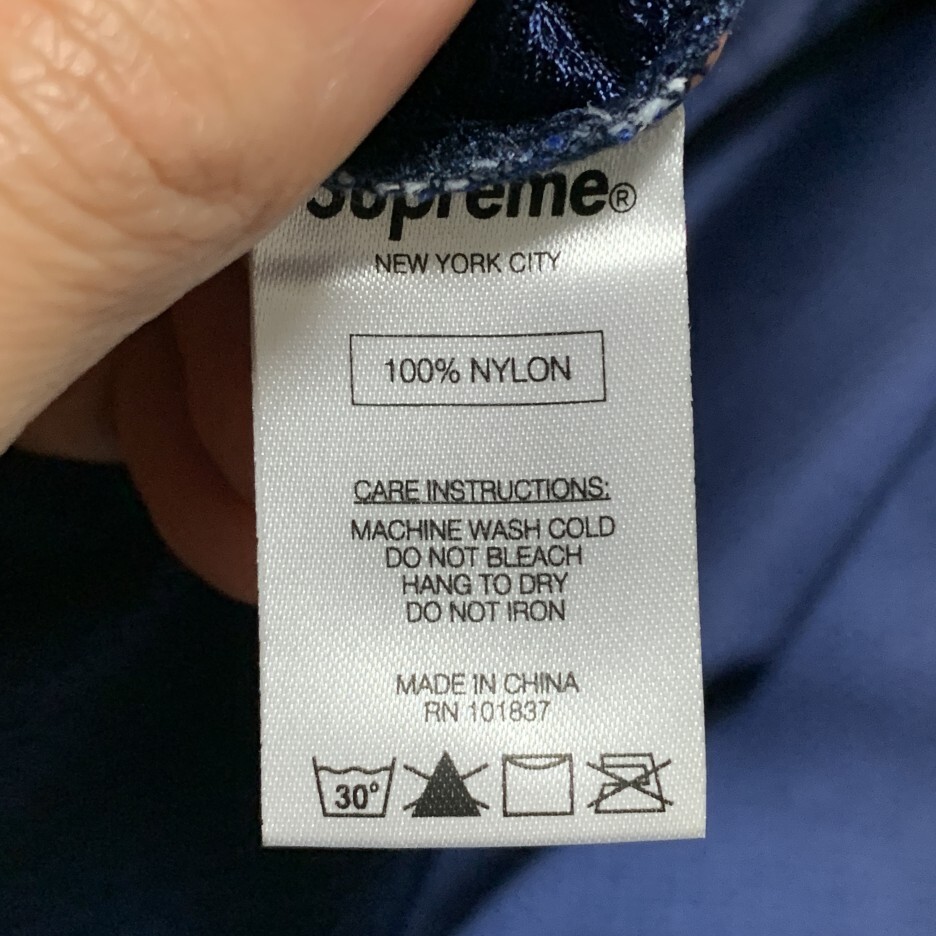 Supreme®
NEW YORK CITY
100% NYLON
CARE INSTRUCTIONS:
MACHINE WASH COLD
DO NOT BLEACH
HANG TO DRY
DO NOT IRON
MADE IN CHINA
RN 101837
30°